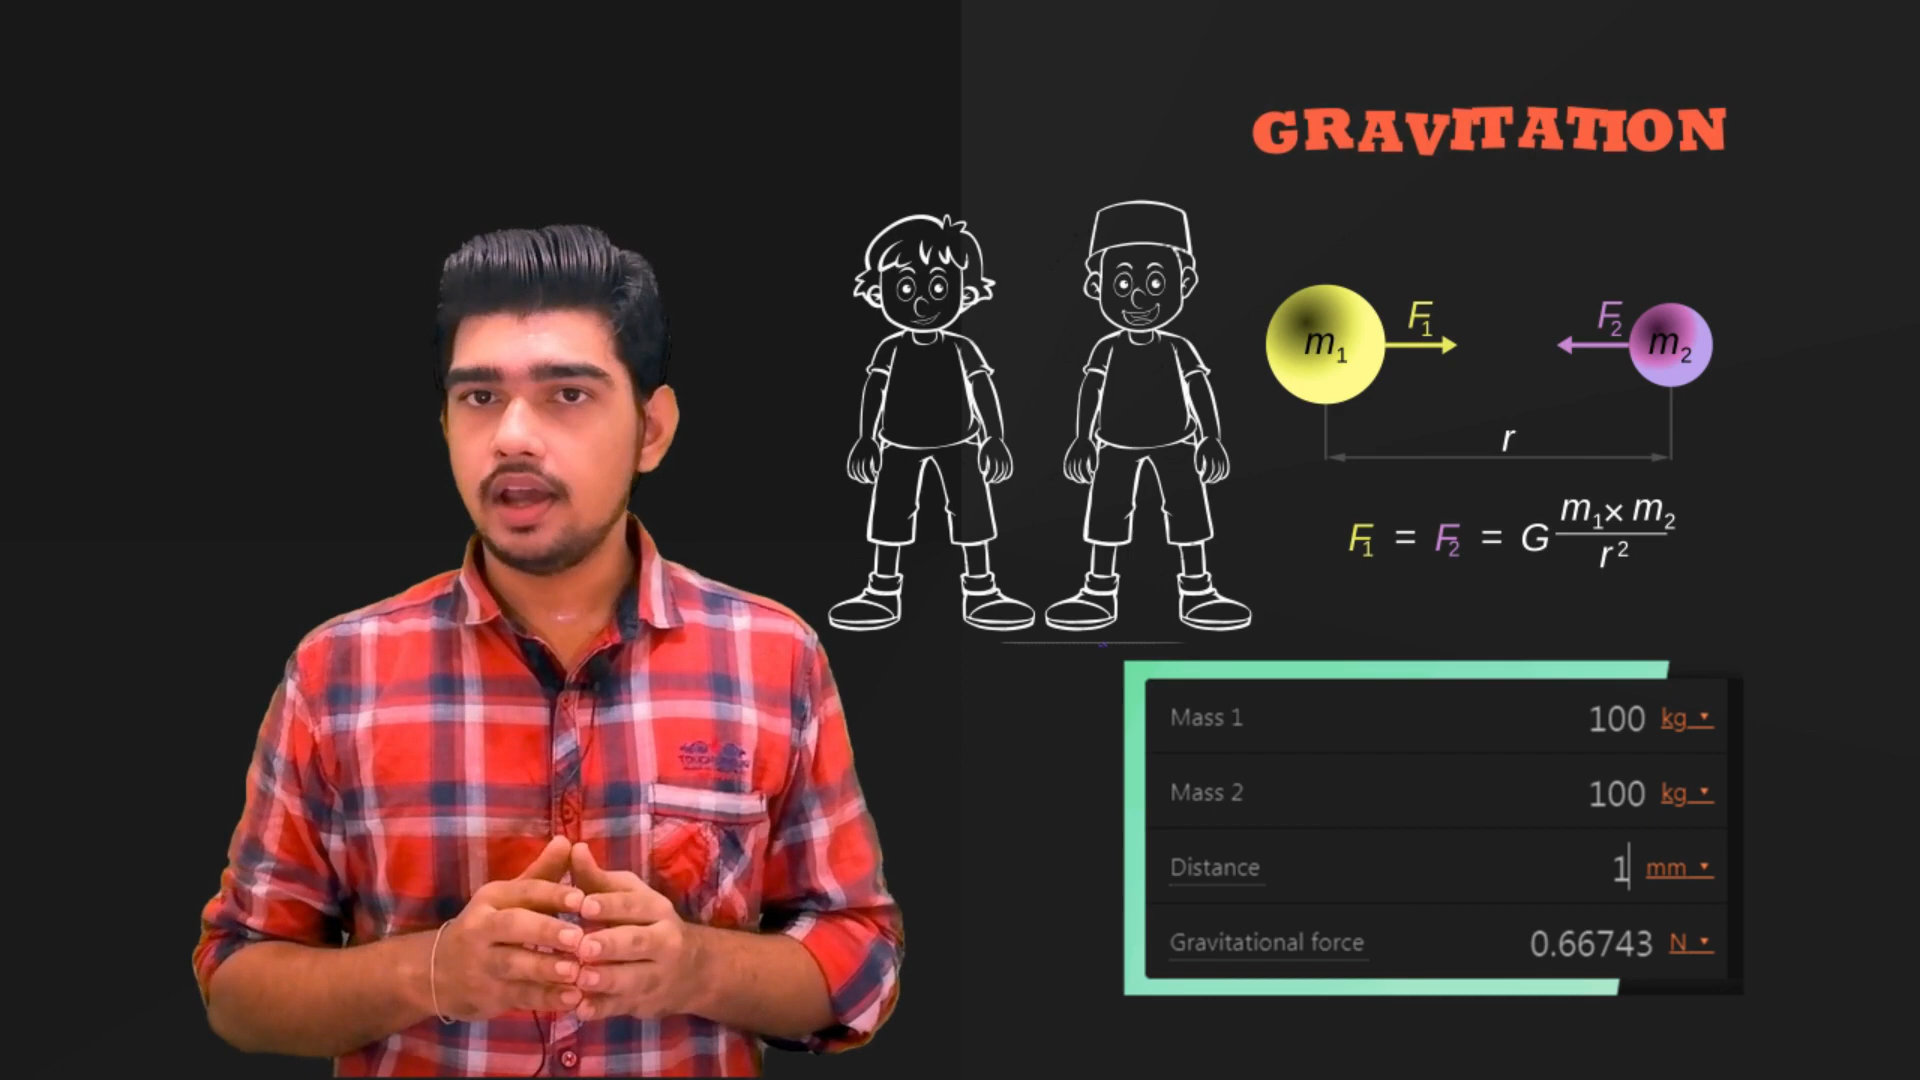 GRAVITATION
m1 F1 F2 m2
r
F1 = F2 = G m1 × m2 / r2
Mass 1 100 kg
Mass 2 100 kg
Distance 1 mm
Gravitational force 0.66743 N